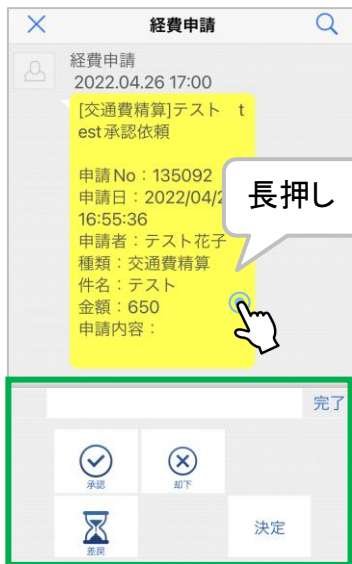 経費申請
経費申請
2022.04.26 17:00
[交通費精算]テスト t
est承認依頼
申請No：135092
申請日：2022/04/2
16:55:36
申請者：テスト花子
種類：交通費精算
件名：テスト
金額：650
申請内容：
長押し
完了
承認
却下
差戻
決定